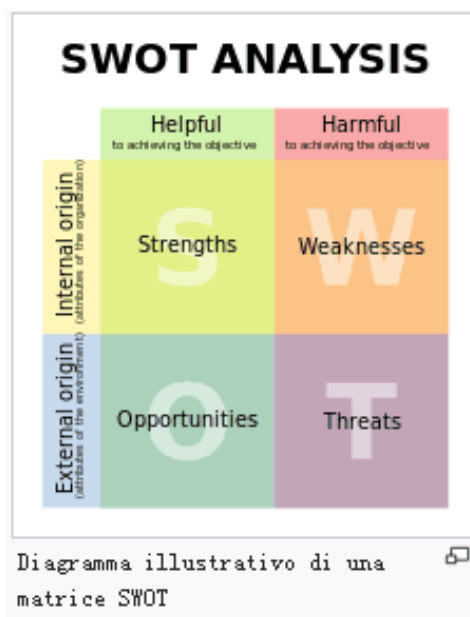 SWOT ANALYSIS
Helpful
to achieving the objective
Harmful
to achieving the objective
Internal origin
(attributes of the organization)
S
Strengths
W
Weaknesses
External origin
(attributes of the environment)
O
Opportunities
T
Threats
Diagramma illustrativo di una
matrice SWOT